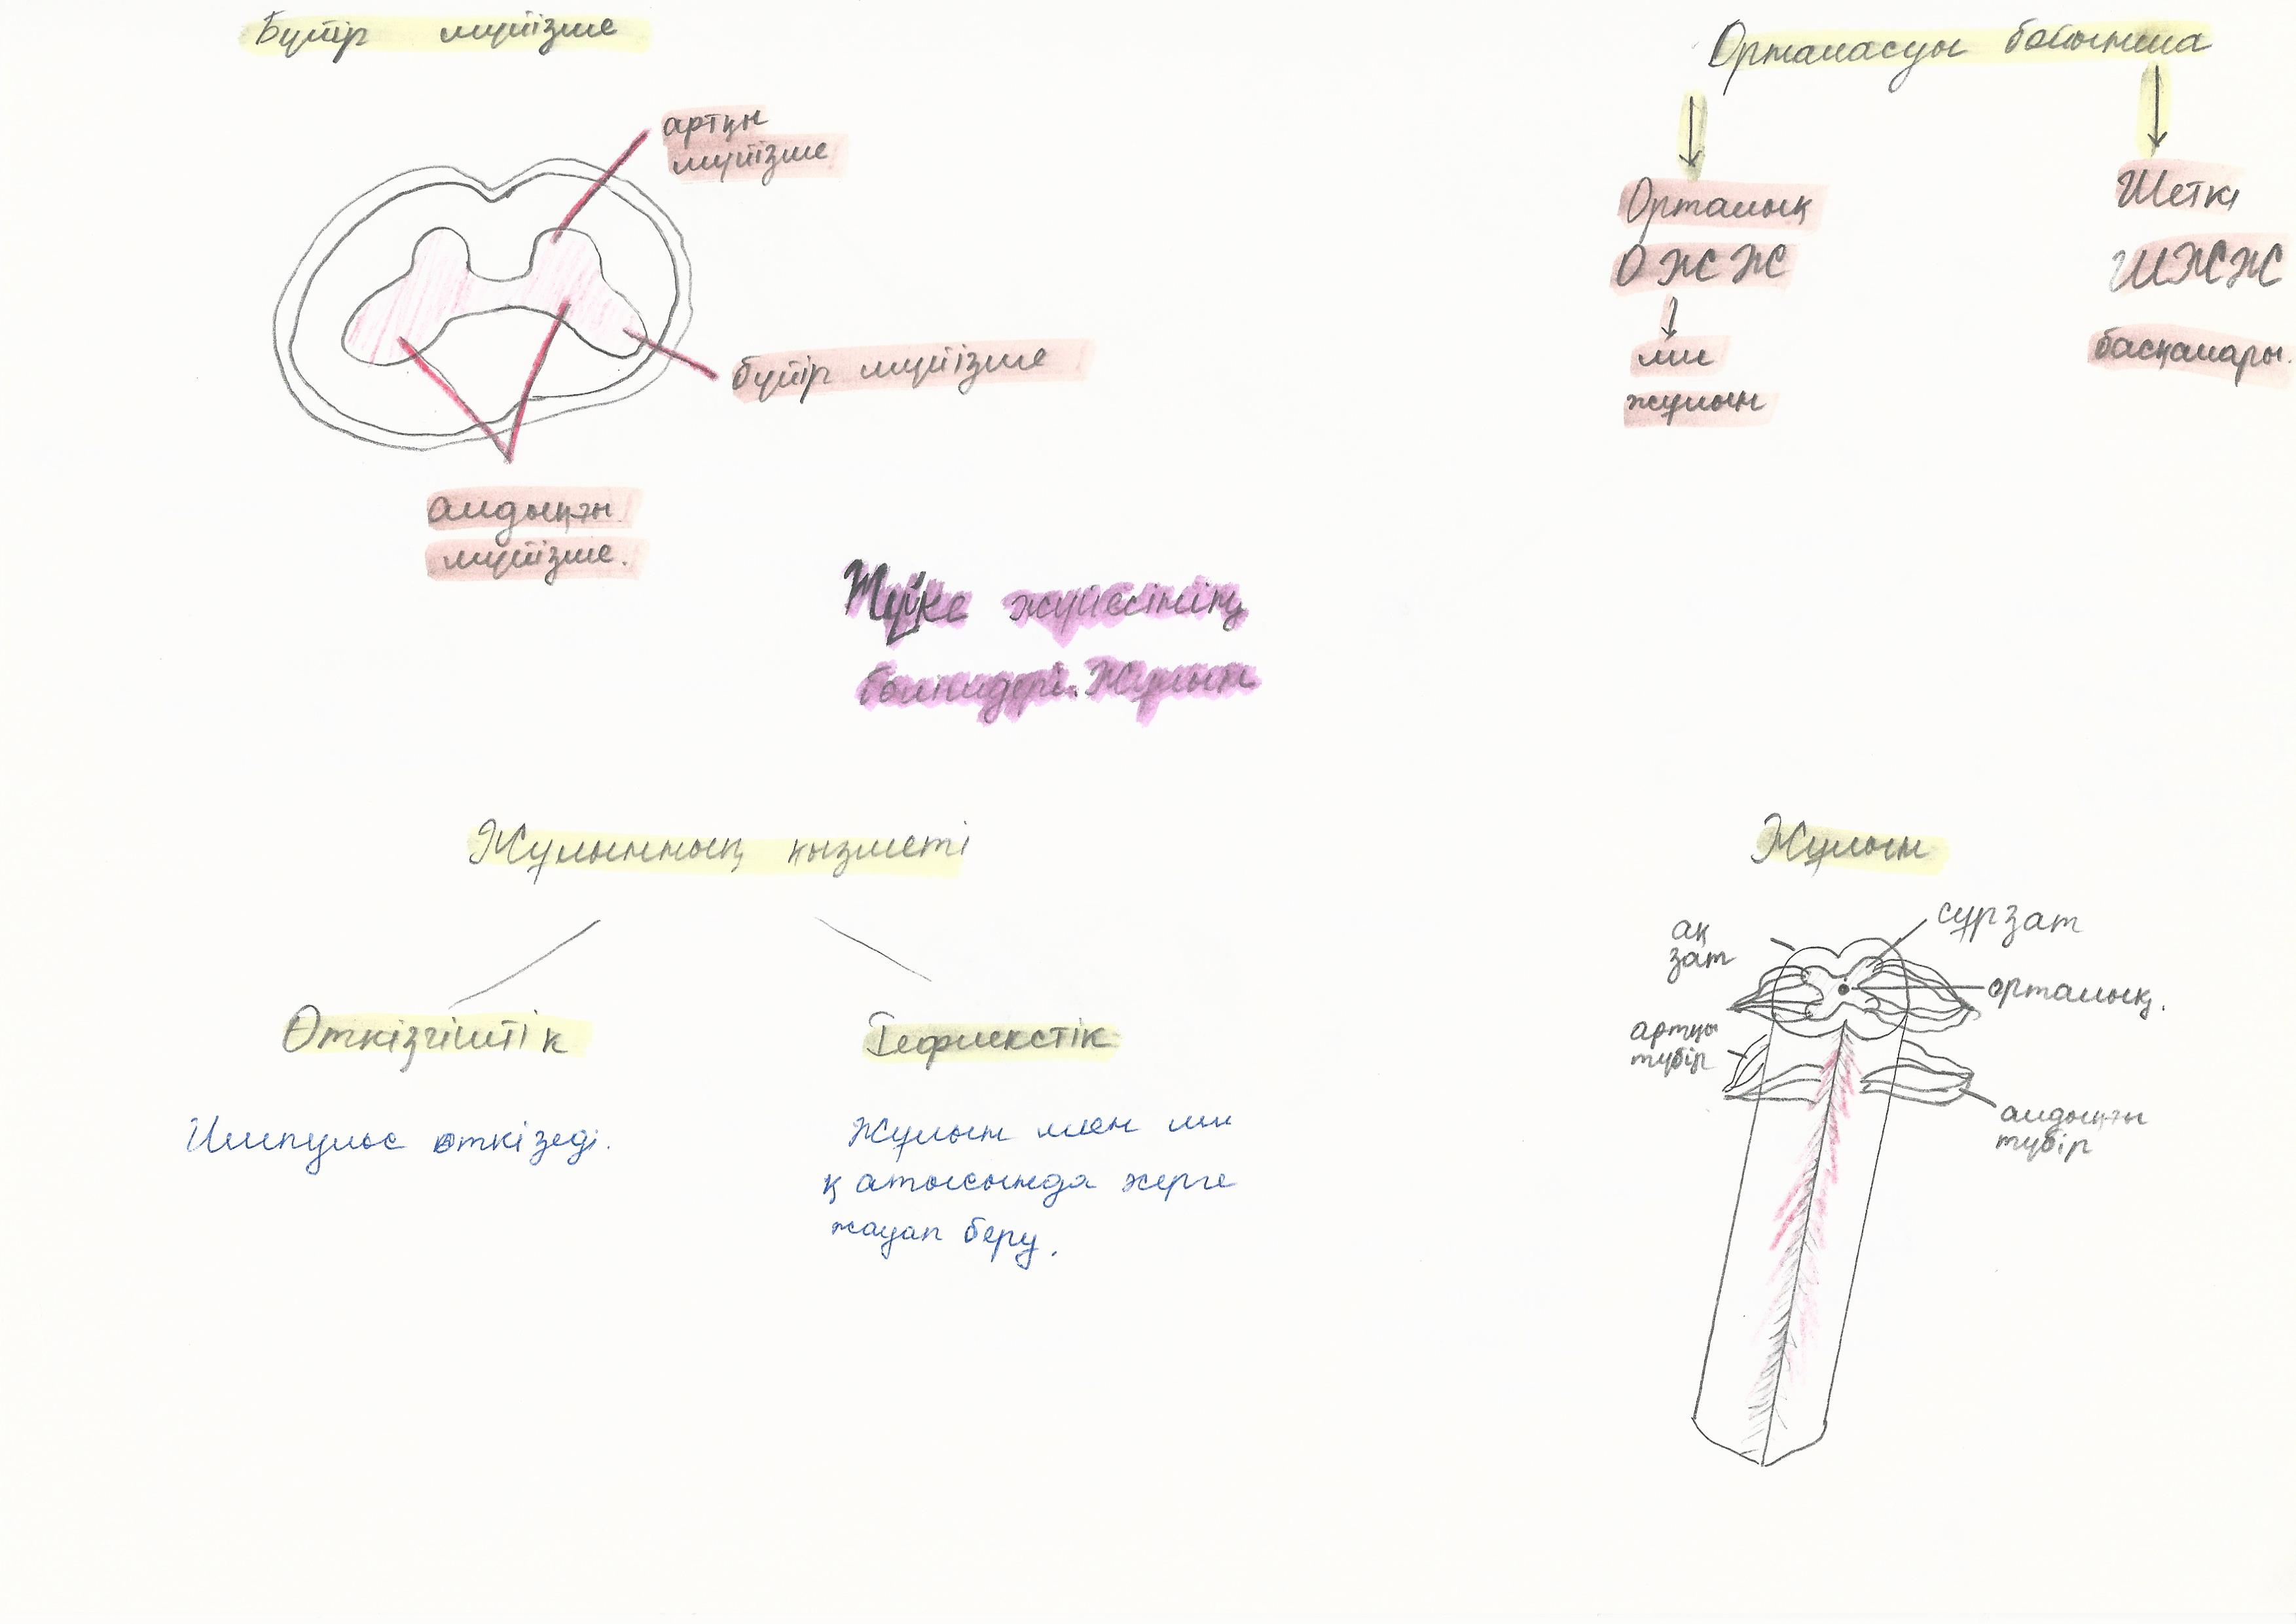 Бүйір мүйізше
артқы
мүйізше
бүйір мүйізше
алдыңғы
мүйізше.
Орталасуы бойынша
Орталық
ОЖЖ
ми
жұлын
Шеткі
ШЖЖ
басқалары.
Жүйке жүйесінің
бөлімдері. Жұлын
Жұлынның қызметі
Өткізгіштік
Импульс өткізеді.
Рефлекстік
Жұлын мен ми
қатысында жерге
жауап беру.
Жұлын
ақ
зат
сұр зат
орталық.
артқы
түбір
алдыңғы
түбір